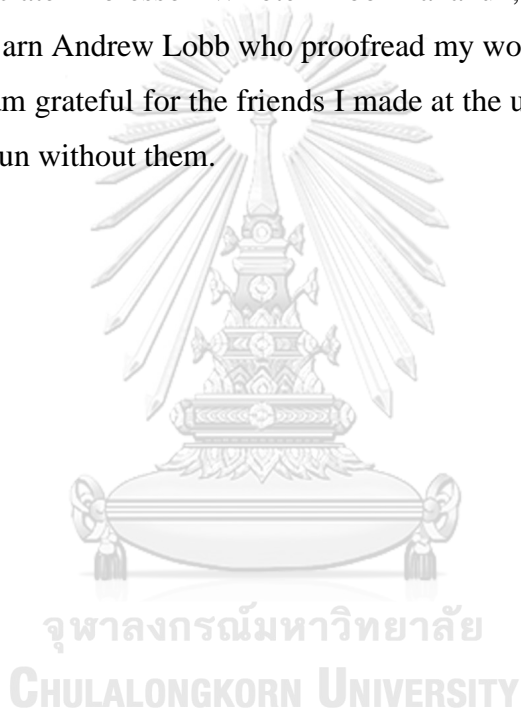 arn Andrew Lobb who proofread my wo
am grateful for the friends I made at the u
un without them.
จุฬาลงกรณ์มหาวิทยาลัย
CHULALONGKORN UNIVERSITY